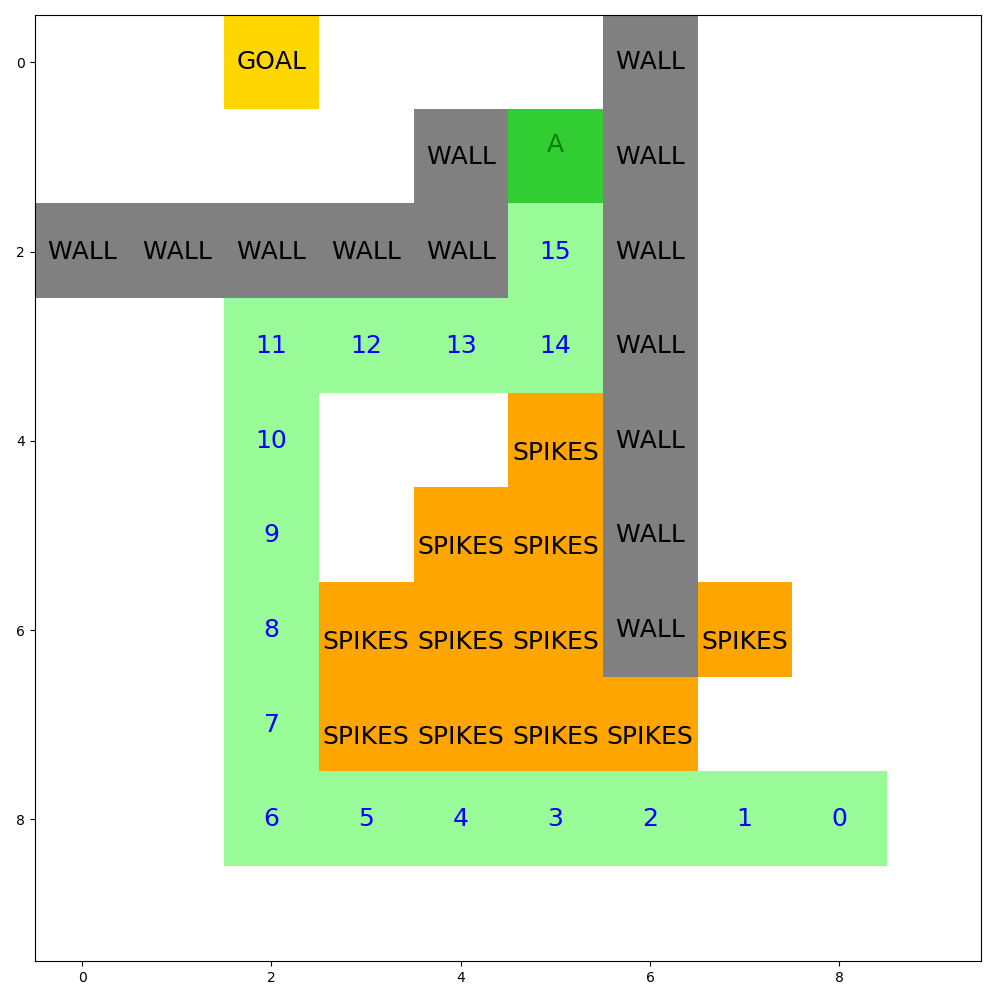 0 GOAL WALL
WALL A WALL
2 WALL WALL WALL WALL WALL 15 WALL
11 12 13 14 WALL
4 10 SPIKES WALL
9 SPIKES SPIKES WALL
6 8 SPIKES SPIKES SPIKES WALL SPIKES
7 SPIKES SPIKES SPIKES SPIKES
8 6 5 4 3 2 1 0
0 2 4 6 8